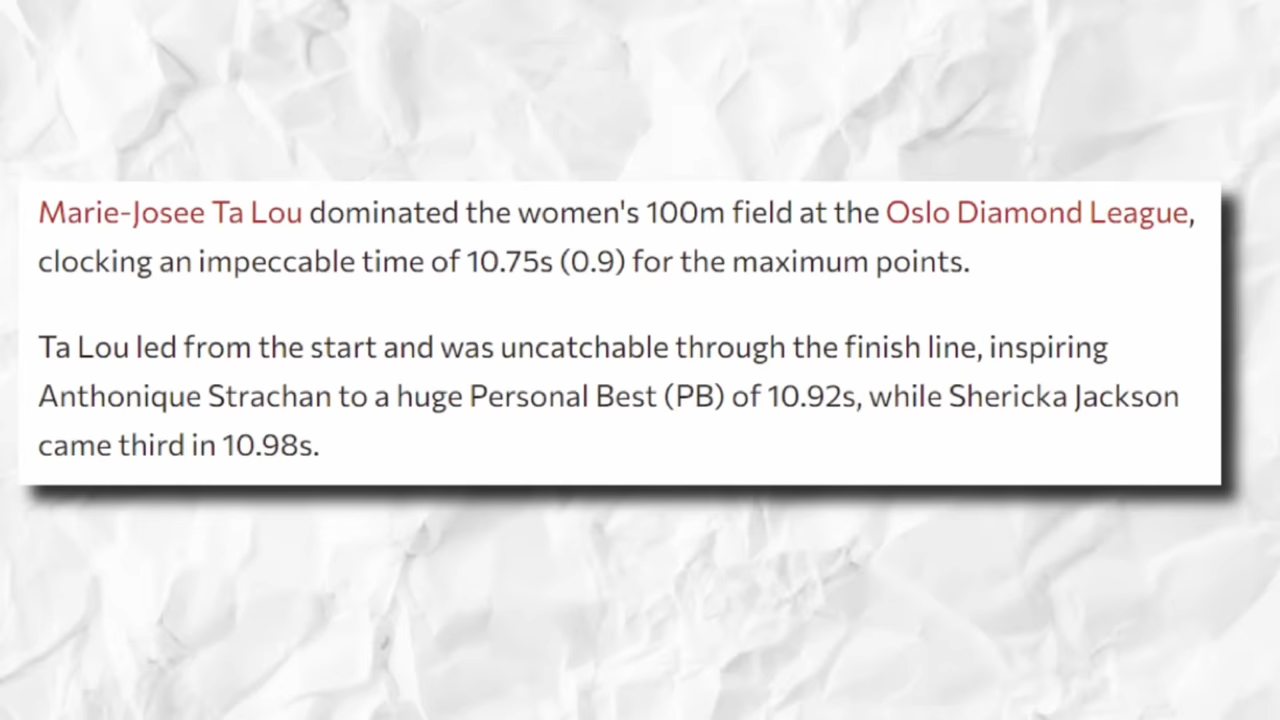 Marie-Josee Ta Lou dominated the women's 100m field at the Oslo Diamond League,
clocking an impeccable time of 10.75s (0.9) for the maximum points.
Ta Lou led from the start and was uncatchable through the finish line, inspiring
Anthonique Strachan to a huge Personal Best (PB) of 10.92s, while Shericka Jackson
came third in 10.98s.